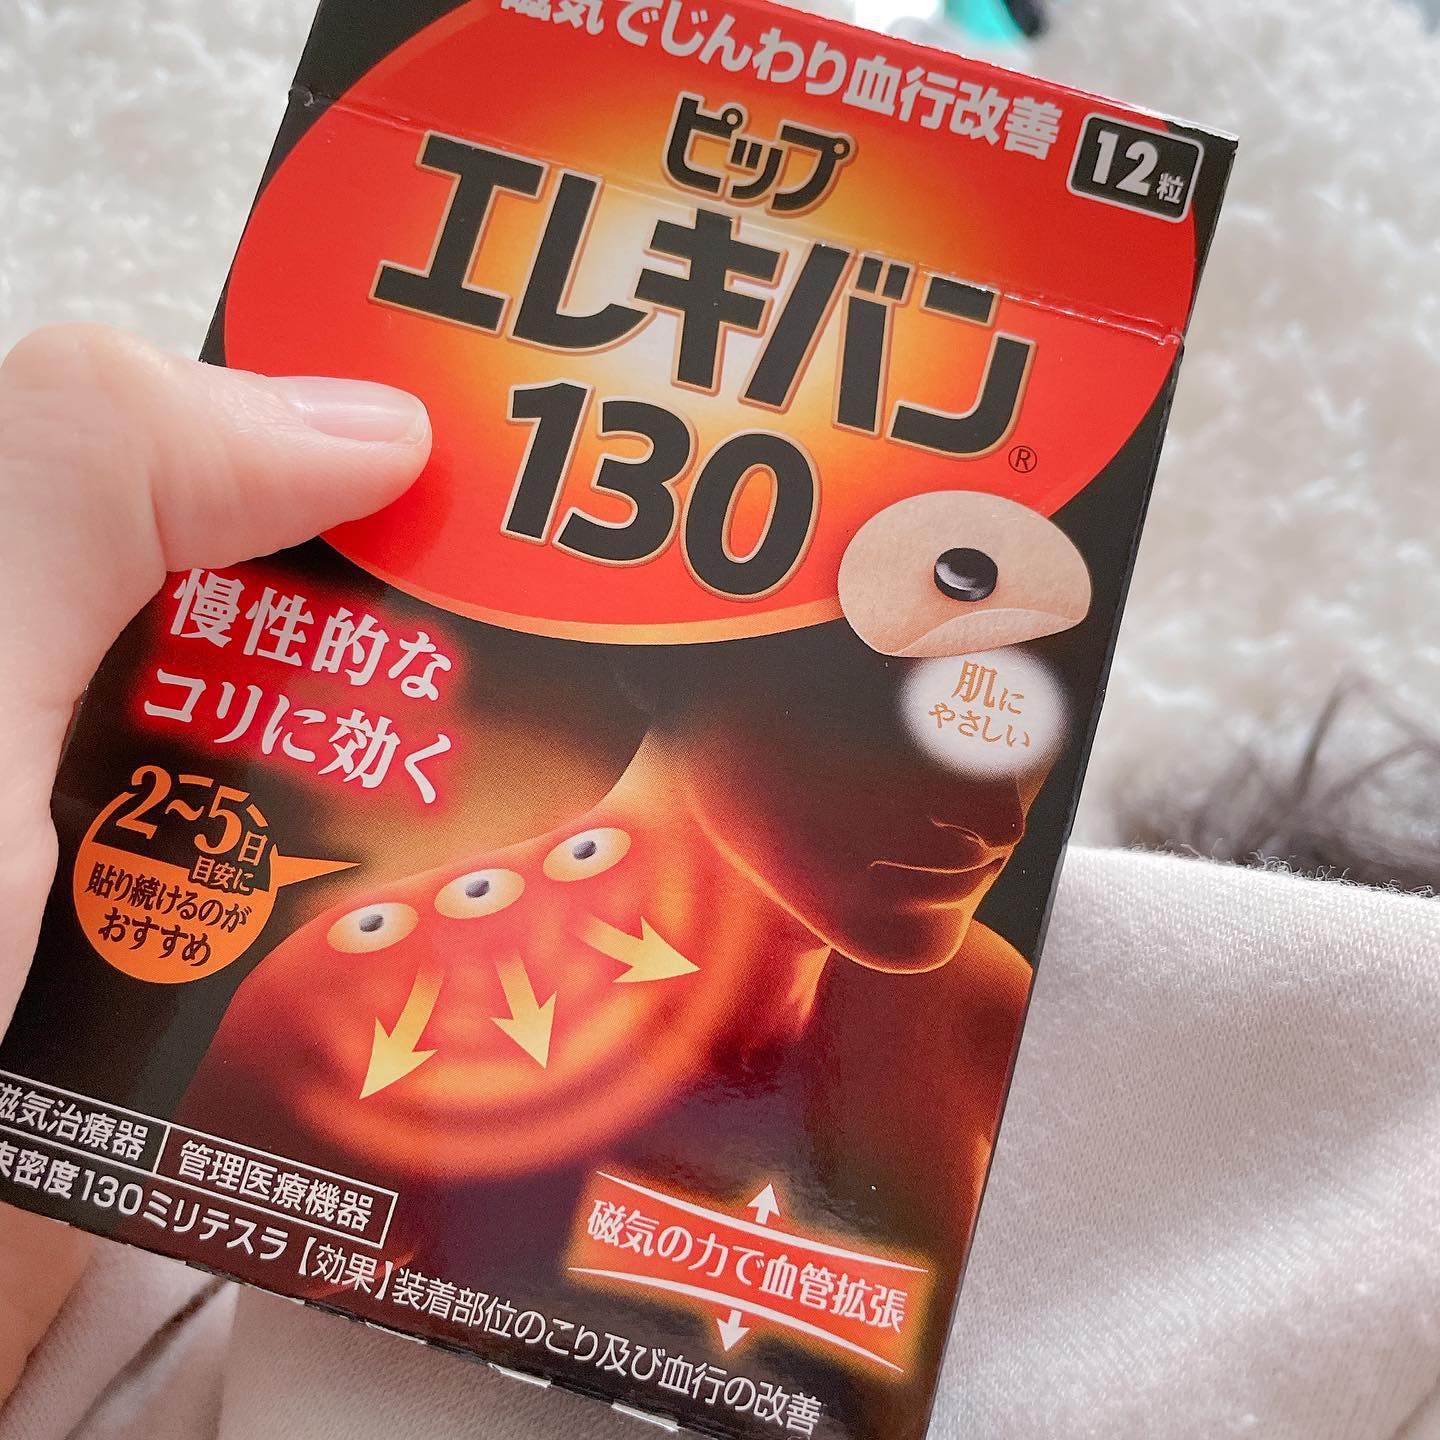 磁気でじんわり血行改善
12粒
ピップ
エレキバン
®
130
肌に
やさしい
慢性的な
コリに効く
2~5日
目安に
貼り続けるのが
おすすめ
磁気治療器
管理医療機器
束密度130ミリテスラ
【効果】装着部位のこり及び血行の改善
磁気の力で血管拡張